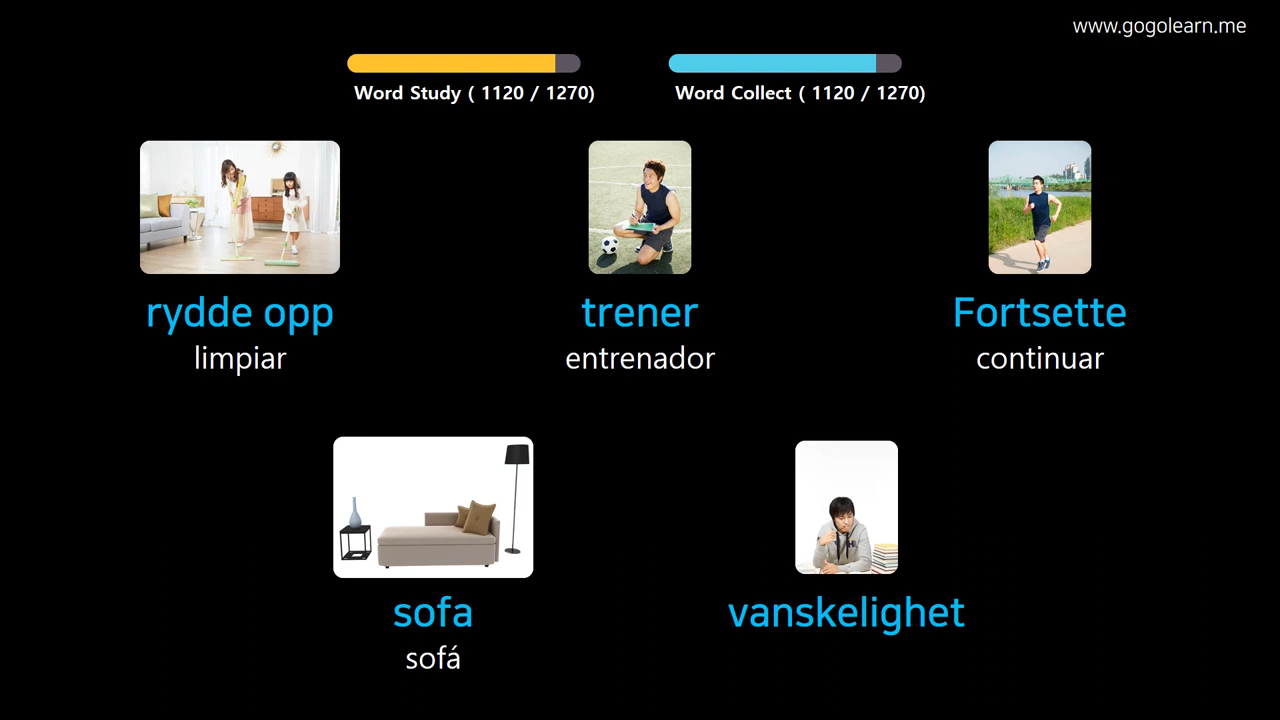 www.gogolearn.me
Word Study ( 1120 / 1270)
Word Collect ( 1120 / 1270)
rydde opp
limpiar
trener
entrenador
Fortsette
continuar
sofa
sofá
vanskelighet